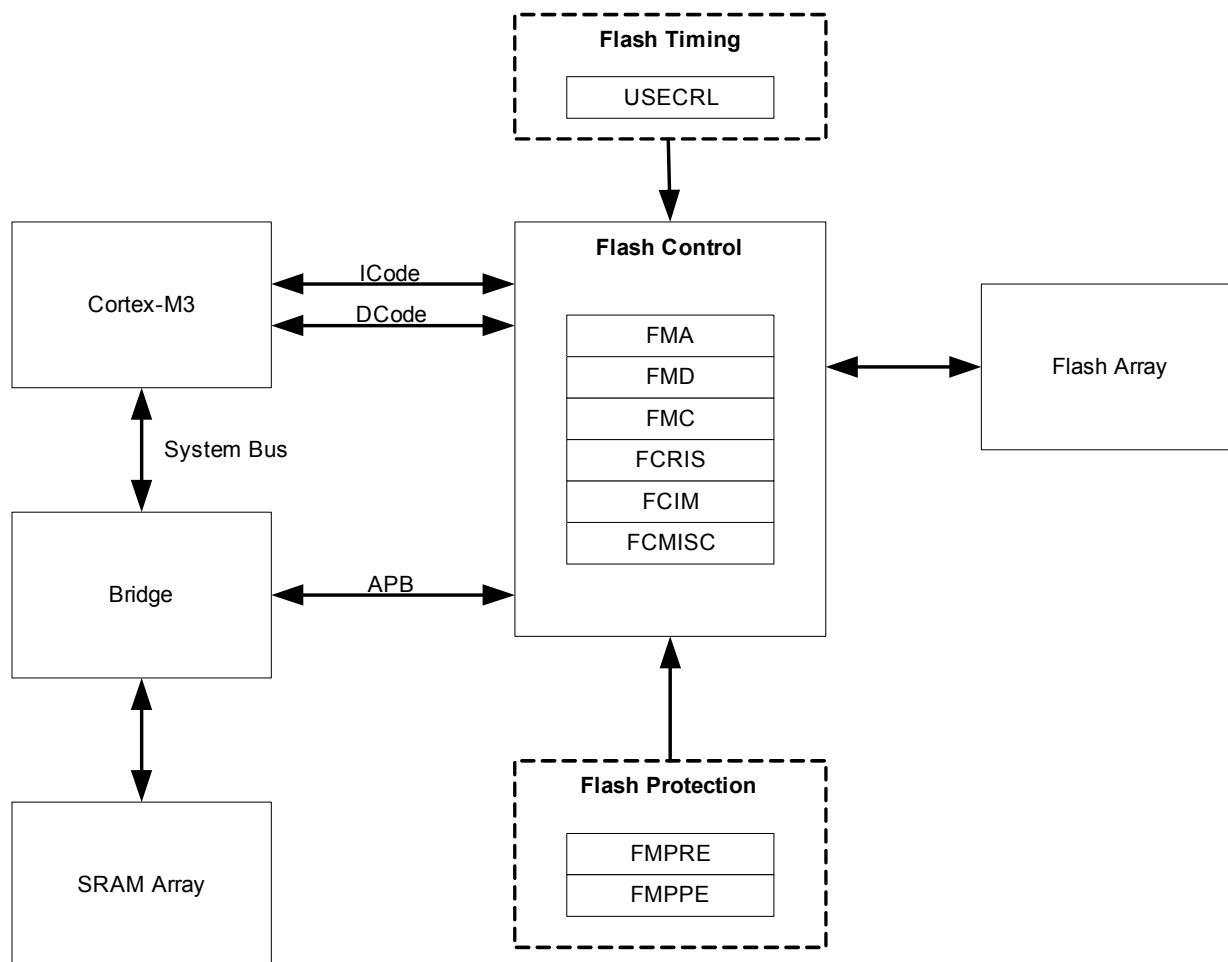 Flash Timing
USECRL
Flash Control
ICode
Cortex-M3
DCode
FMA
FMD
Flash Array
FMC
System Bus
FCRIS
FCIM
FCMISC
Bridge
APB
Flash Protection
FMPRE
SRAM Array
FMPPE